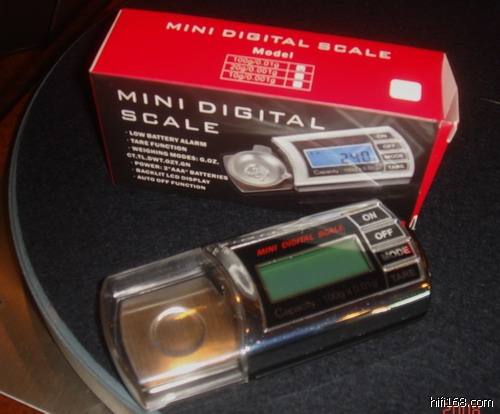 MINI DIGITAL SCALE
Model
100g/0.01g
20g/0.001g
10g/0.001g
MINI DIGITAL
SCALE
· LOW BATTERY ALARM
· TARE FUNCTION
· WEIGHING MODES: G,OZ,
CT,TL,DWT,OZT,GN
· POWER: 2"AAA" BATTERIES
· BACKLIT LCD DISPLAY
· AUTO OFF FUNCTION
240
ON
OFF
MODE
TARE
Capacity
MINI DIGITAL SCALE
ON
OFF
MODE
TARE
Capacity 100g x 0.01g
hifi168.com